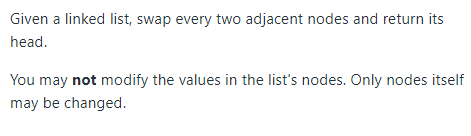 Given a linked list, swap every two adjacent nodes and return its
head.
You may not modify the values in the list's nodes. Only nodes itself
may be changed.